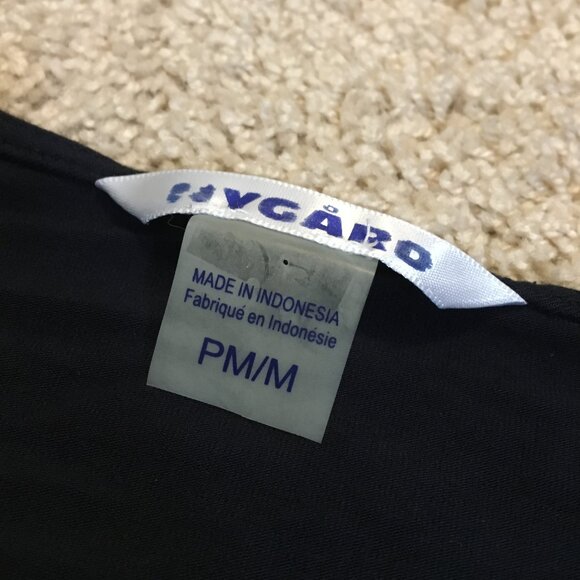 NYGÅRD
MADE IN INDONESIA
Fabriqué en Indonésie
PM/M